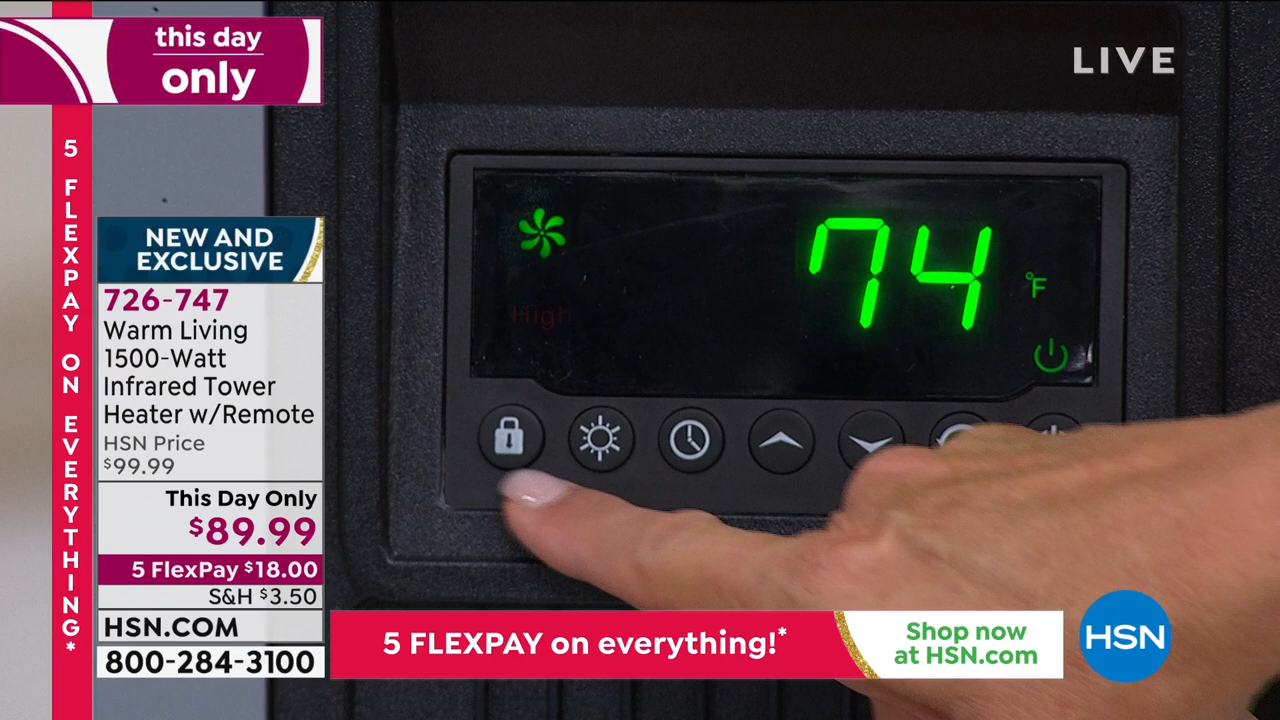 this day
only
LIVE
5 FLEXPAY ON EVERYTHING*
NEW AND
EXCLUSIVE
726-747
Warm Living
1500-Watt
Infrared Tower
Heater w/Remote
HSN Price
$99.99
This Day Only
$89.99
5 FlexPay $18.00
S&H $3.50
HSN.COM
800-284-3100
74
°F
High
5 FLEXPAY on everything!*
Shop now
at HSN.com
HSN